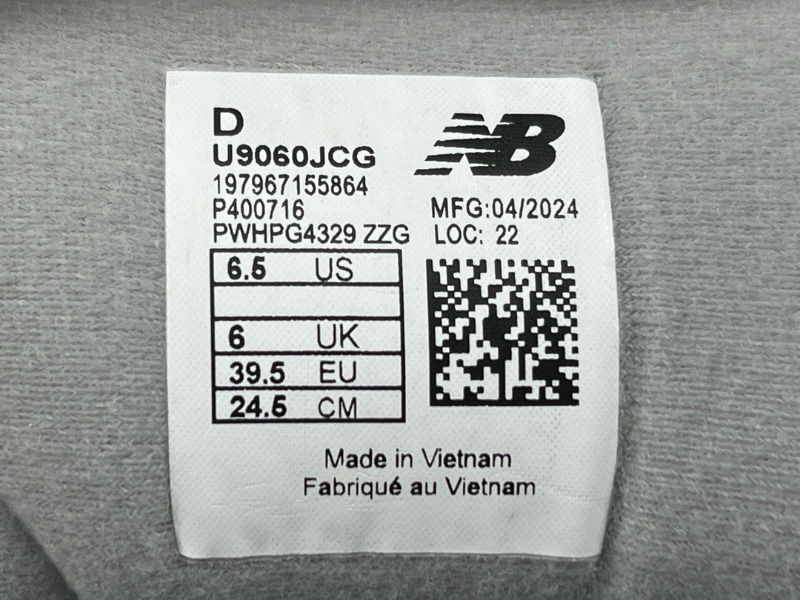 D
NB
U9060JCG
197967155864
P400716
MFG:04/2024
PWHPG4329 ZZG
LOC: 22
6.5 US
6 UK
39.5 EU
24.5 CM
Made in Vietnam
Fabriqué au Vietnam